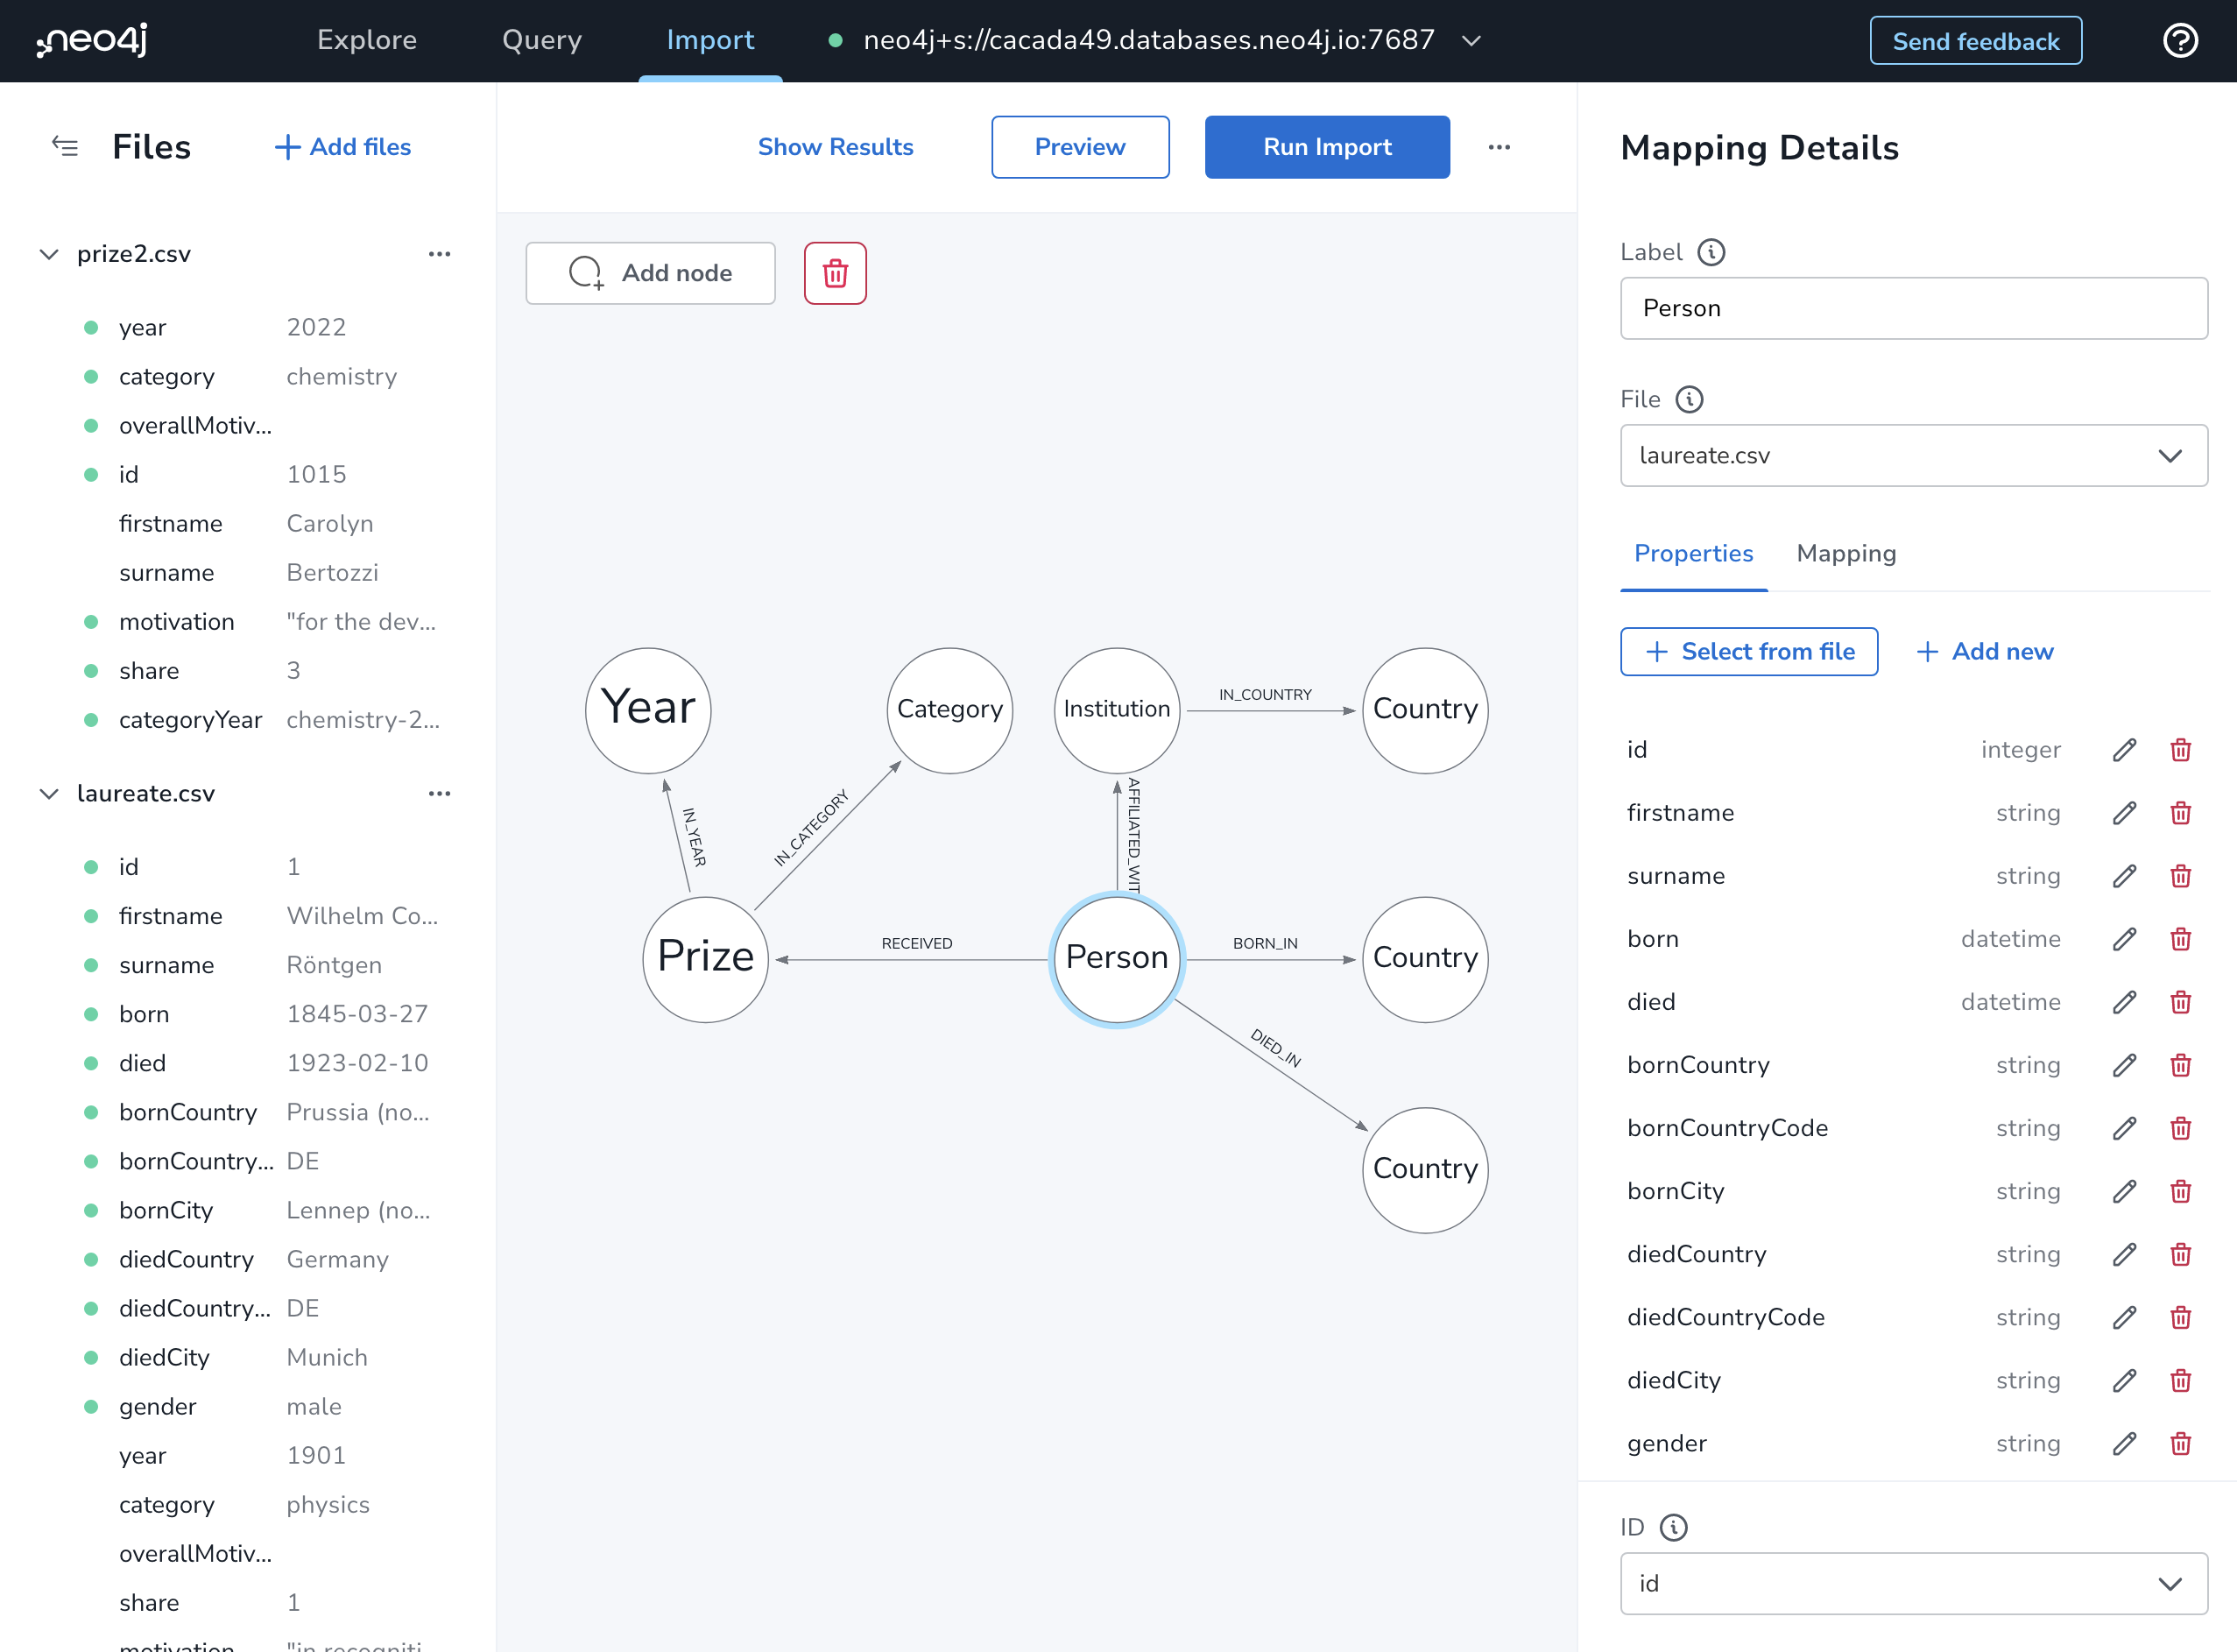 neo4j
Explore
Query
Import
neo4j+s://cacada49.databases.neo4j.io:7687
Send feedback
Files
Add files
prize2.csv
year 2022
category chemistry
overallMotiv...
id 1015
firstname Carolyn
surname Bertozzi
motivation "for the dev...
share 3
categoryYear chemistry-2...
laureate.csv
id 1
firstname Wilhelm Co...
surname Röntgen
born 1845-03-27
died 1923-02-10
bornCountry Prussia (no...
bornCountry... DE
bornCity Lennep (no...
diedCountry Germany
diedCountry... DE
diedCity Munich
gender male
year 1901
category physics
overallMotiv...
share 1
motivation "in recogniti...
Show Results
Preview
Run Import
Add node
Year
Category
Institution
IN_COUNTRY
Country
IN_YEAR
IN_CATEGORY
AFFILIATED_WIT
Prize
RECEIVED
Person
BORN_IN
Country
DIED_IN
Country
Mapping Details
Label
Person
File
laureate.csv
Properties
Mapping
Select from file
Add new
id integer
firstname string
surname string
born datetime
died datetime
bornCountry string
bornCountryCode string
bornCity string
diedCountry string
diedCountryCode string
diedCity string
gender string
ID
id